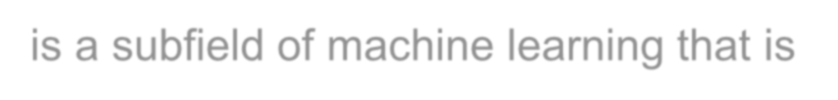 is a subfield of machine learning that is